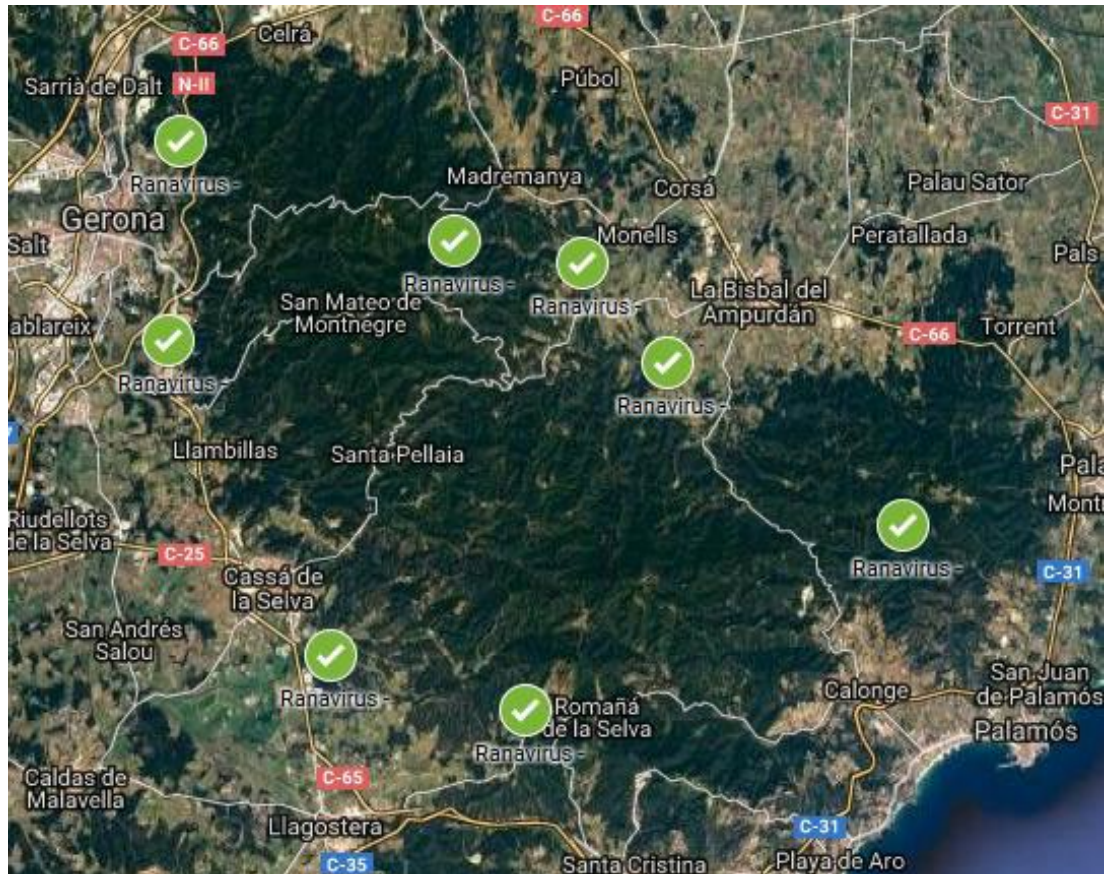 C-66
Celrá
C-66
Sarrià de Dalt
N-II
Púbol
C-31
Ranavirus -
Madremanya
Corsá
Palau Sator
Gerona
Salt
Monells
Peratallada
Pals
Ranavirus -
Ranavirus -
San Mateo de
Montnegre
La Bisbal del
Ampurdán
ablareix
C-66
Torrent
Ranavirus -
Ranavirus -
Llambillas
Santa Pellaia
Pala
Montr
Riudellots
de la Selva
C-25
Ranavirus -
C-31
Cassá de
la Selva
San Andrés
Salou
Ranavirus -
Calonge
San Juan
de Palamós
Romañá
de la Selva
Palamós
Ranavirus -
Caldas de
Malavella
C-65
Llagostera
C-31
C-35
Santa Cristina
Playa de Aro